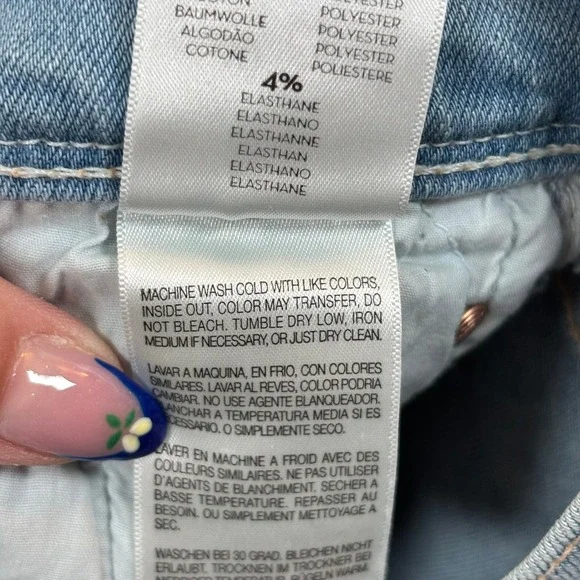 BAUMWOLLE
ALGODÃO
COTONE
POLYESTER
POLYESTER
POLYESTER
POLIESTERE
4%
ELASTHANE
ELASTHANO
ELASTHANNE
ELASTHAN
ELASTHANO
ELASTHANE
MACHINE WASH COLD WITH LIKE COLORS,
INSIDE OUT, COLOR MAY TRANSFER, DO
NOT BLEACH. TUMBLE DRY LOW, IRON
MEDIUM IF NECESSARY, OR JUST DRY CLEAN.
LAVAR A MAQUINA, EN FRIO, CON COLORES
SIMILARES. LAVAR AL REVES, COLOR PODRIA
CAMBIAR. NO USE AGENTE BLANQUEADOR.
PLANCHAR A TEMPERATURA MEDIA SI ES
NECESSARIO. O SIMPLEMENTE SECO.
LAVER EN MACHINE A FROID AVEC DES
COULEURS SIMILAIRES. NE PAS UTILISER
D'AGENTS DE BLANCHIMENT. SECHER A
BASSE TEMPERATURE. REPASSER AU
BESOIN. OU SIMPLEMENT METTOYAGE A
SEC.
WASCHEN BEI 30 GRAD. BLEICHEN NICHT
ERLAUBT. TROCKNEN IM TROCKNER BEI